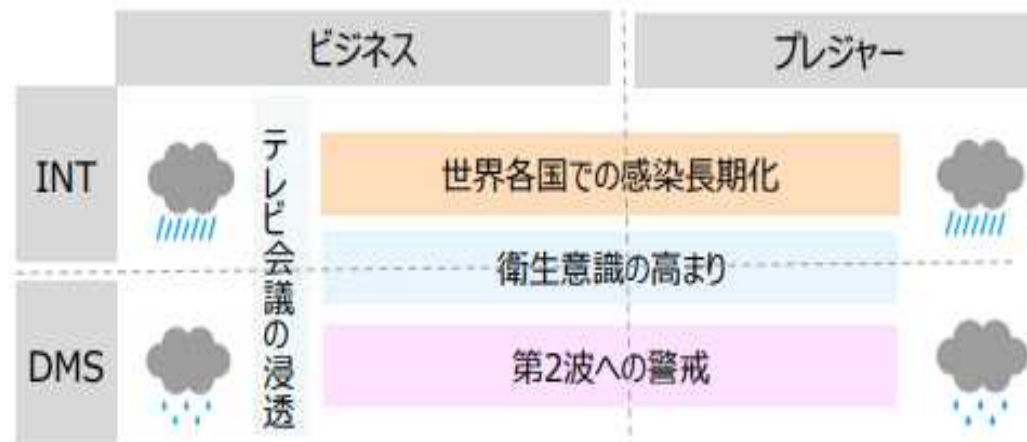 ビジネス
プレジャー
INT
テレビ会議の浸透
世界各国での感染長期化
衛生意識の高まり
DMS
第2波への警戒